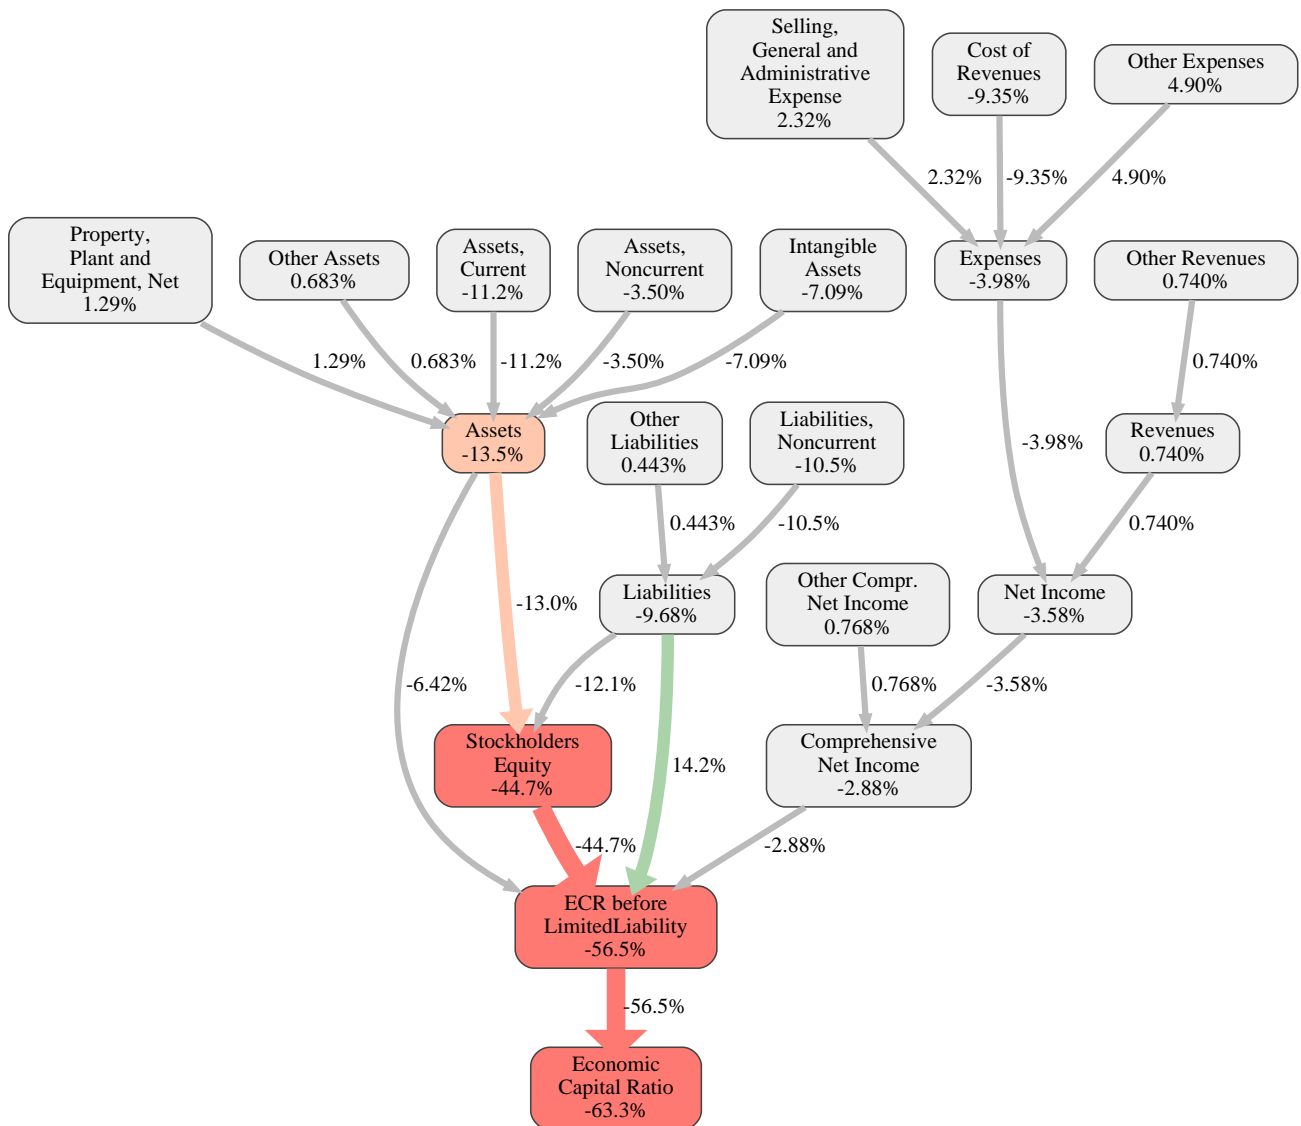 Selling,
General and
Administrative
Expense
2.32%
Cost of
Revenues
-9.35%
Other Expenses
4.90%
2.32%
-9.35%
4.90%
Property,
Plant and
Equipment, Net
1.29%
Other Assets
0.683%
Assets,
Current
-11.2%
Assets,
Noncurrent
-3.50%
Intangible
Assets
-7.09%
Expenses
-3.98%
Other Revenues
0.740%
1.29%
0.683%
-11.2%
-3.50%
-7.09%
0.740%
Assets
-13.5%
Other
Liabilities
0.443%
Liabilities,
Noncurrent
-10.5%
-3.98%
Revenues
0.740%
0.443%
-10.5%
0.740%
-13.0%
Liabilities
-9.68%
Other Compr.
Net Income
0.768%
Net Income
-3.58%
-6.42%
-12.1%
0.768%
-3.58%
Stockholders
Equity
-44.7%
14.2%
Comprehensive
Net Income
-2.88%
-44.7%
-2.88%
ECR before
LimitedLiability
-56.5%
-56.5%
Economic
Capital Ratio
-63.3%